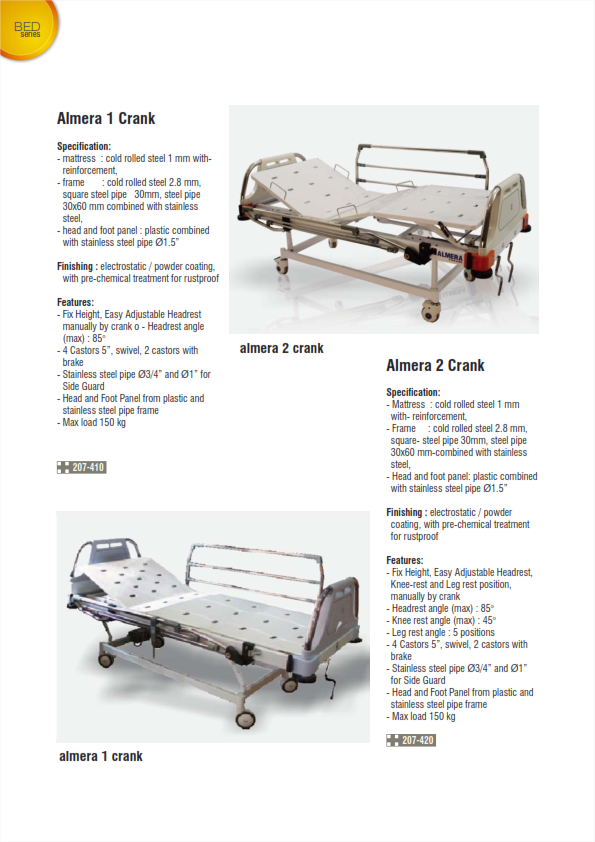 BED
series
Almera 1 Crank
Specification:
- mattress : cold rolled steel 1 mm with-
reinforcement,
- frame : cold rolled steel 2.8 mm,
square steel pipe 30mm, steel pipe
30x60 mm combined with stainless
steel,
- head and foot panel : plastic combined
with stainless steel pipe Ø1.5”
Finishing : electrostatic / powder coating,
with pre-chemical treatment for rustproof
Features:
- Fix Height, Easy Adjustable Headrest
manually by crank o - Headrest angle
(max) : 85°
- 4 Castors 5”, swivel, 2 castors with
brake
- Stainless steel pipe Ø3/4” and Ø1” for
Side Guard
- Head and Foot Panel from plastic and
stainless steel pipe frame
- Max load 150 kg
207-410
ALMERA
almera 2 crank
Almera 2 Crank
Specification:
- Mattress : cold rolled steel 1 mm
with- reinforcement,
- Frame : cold rolled steel 2.8 mm,
square- steel pipe 30mm, steel pipe
30x60 mm-combined with stainless
steel,
- Head and foot panel: plastic combined
with stainless steel pipe Ø1.5”
Finishing : electrostatic / powder
coating, with pre-chemical treatment
for rustproof
Features:
- Fix Height, Easy Adjustable Headrest,
Knee-rest and Leg rest position,
manually by crank
- Headrest angle (max) : 85°
- Knee rest angle (max) : 45°
- Leg rest angle : 5 positions
- 4 Castors 5”, swivel, 2 castors with
brake
- Stainless steel pipe Ø3/4” and Ø1”
for Side Guard
- Head and Foot Panel from plastic and
stainless steel pipe frame
- Max load 150 kg
207-420
almera 1 crank